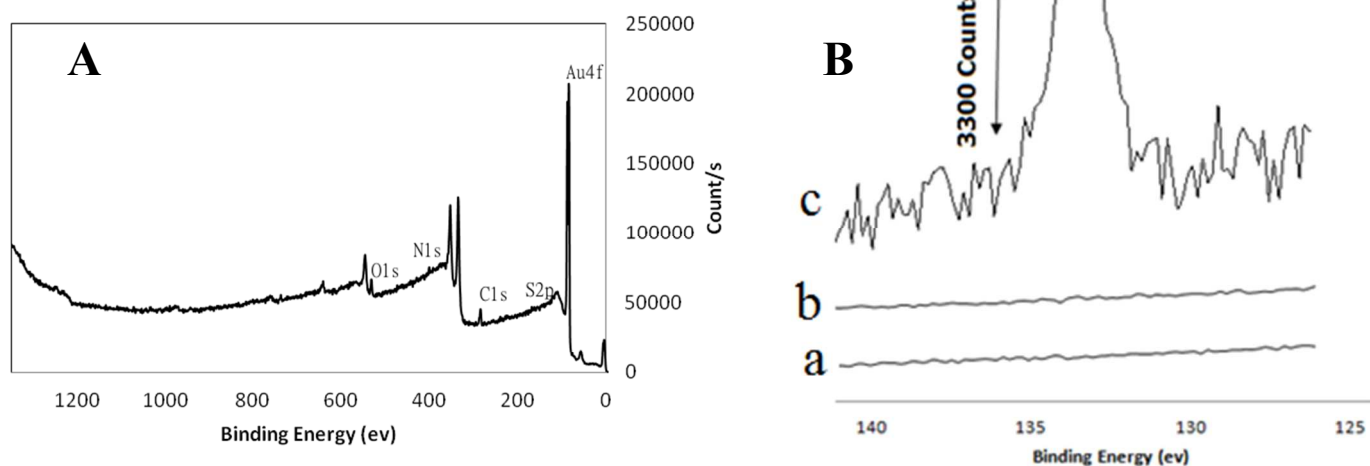 A
250000
200000
150000
100000
50000
0
Count/s
Au4f
N1s
O1s
C1s
S2p
1200 1000 800 600 400 200 0
Binding Energy (ev)
B
3300 Count
c
b
a
140 135 130 125
Binding Energy (ev)